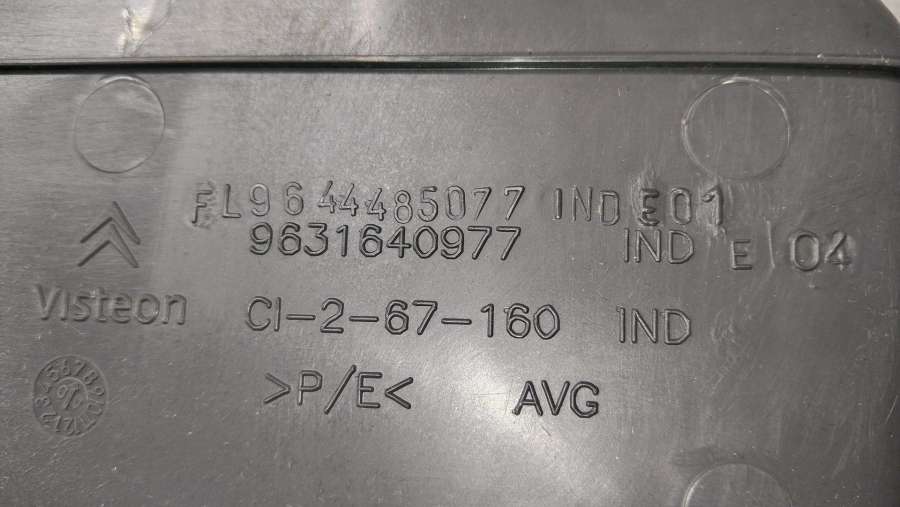 FL9644485077 IND E01
9631640977 IND E 04
Visteon
CI-2-67-160 IND
>P/E< AVG